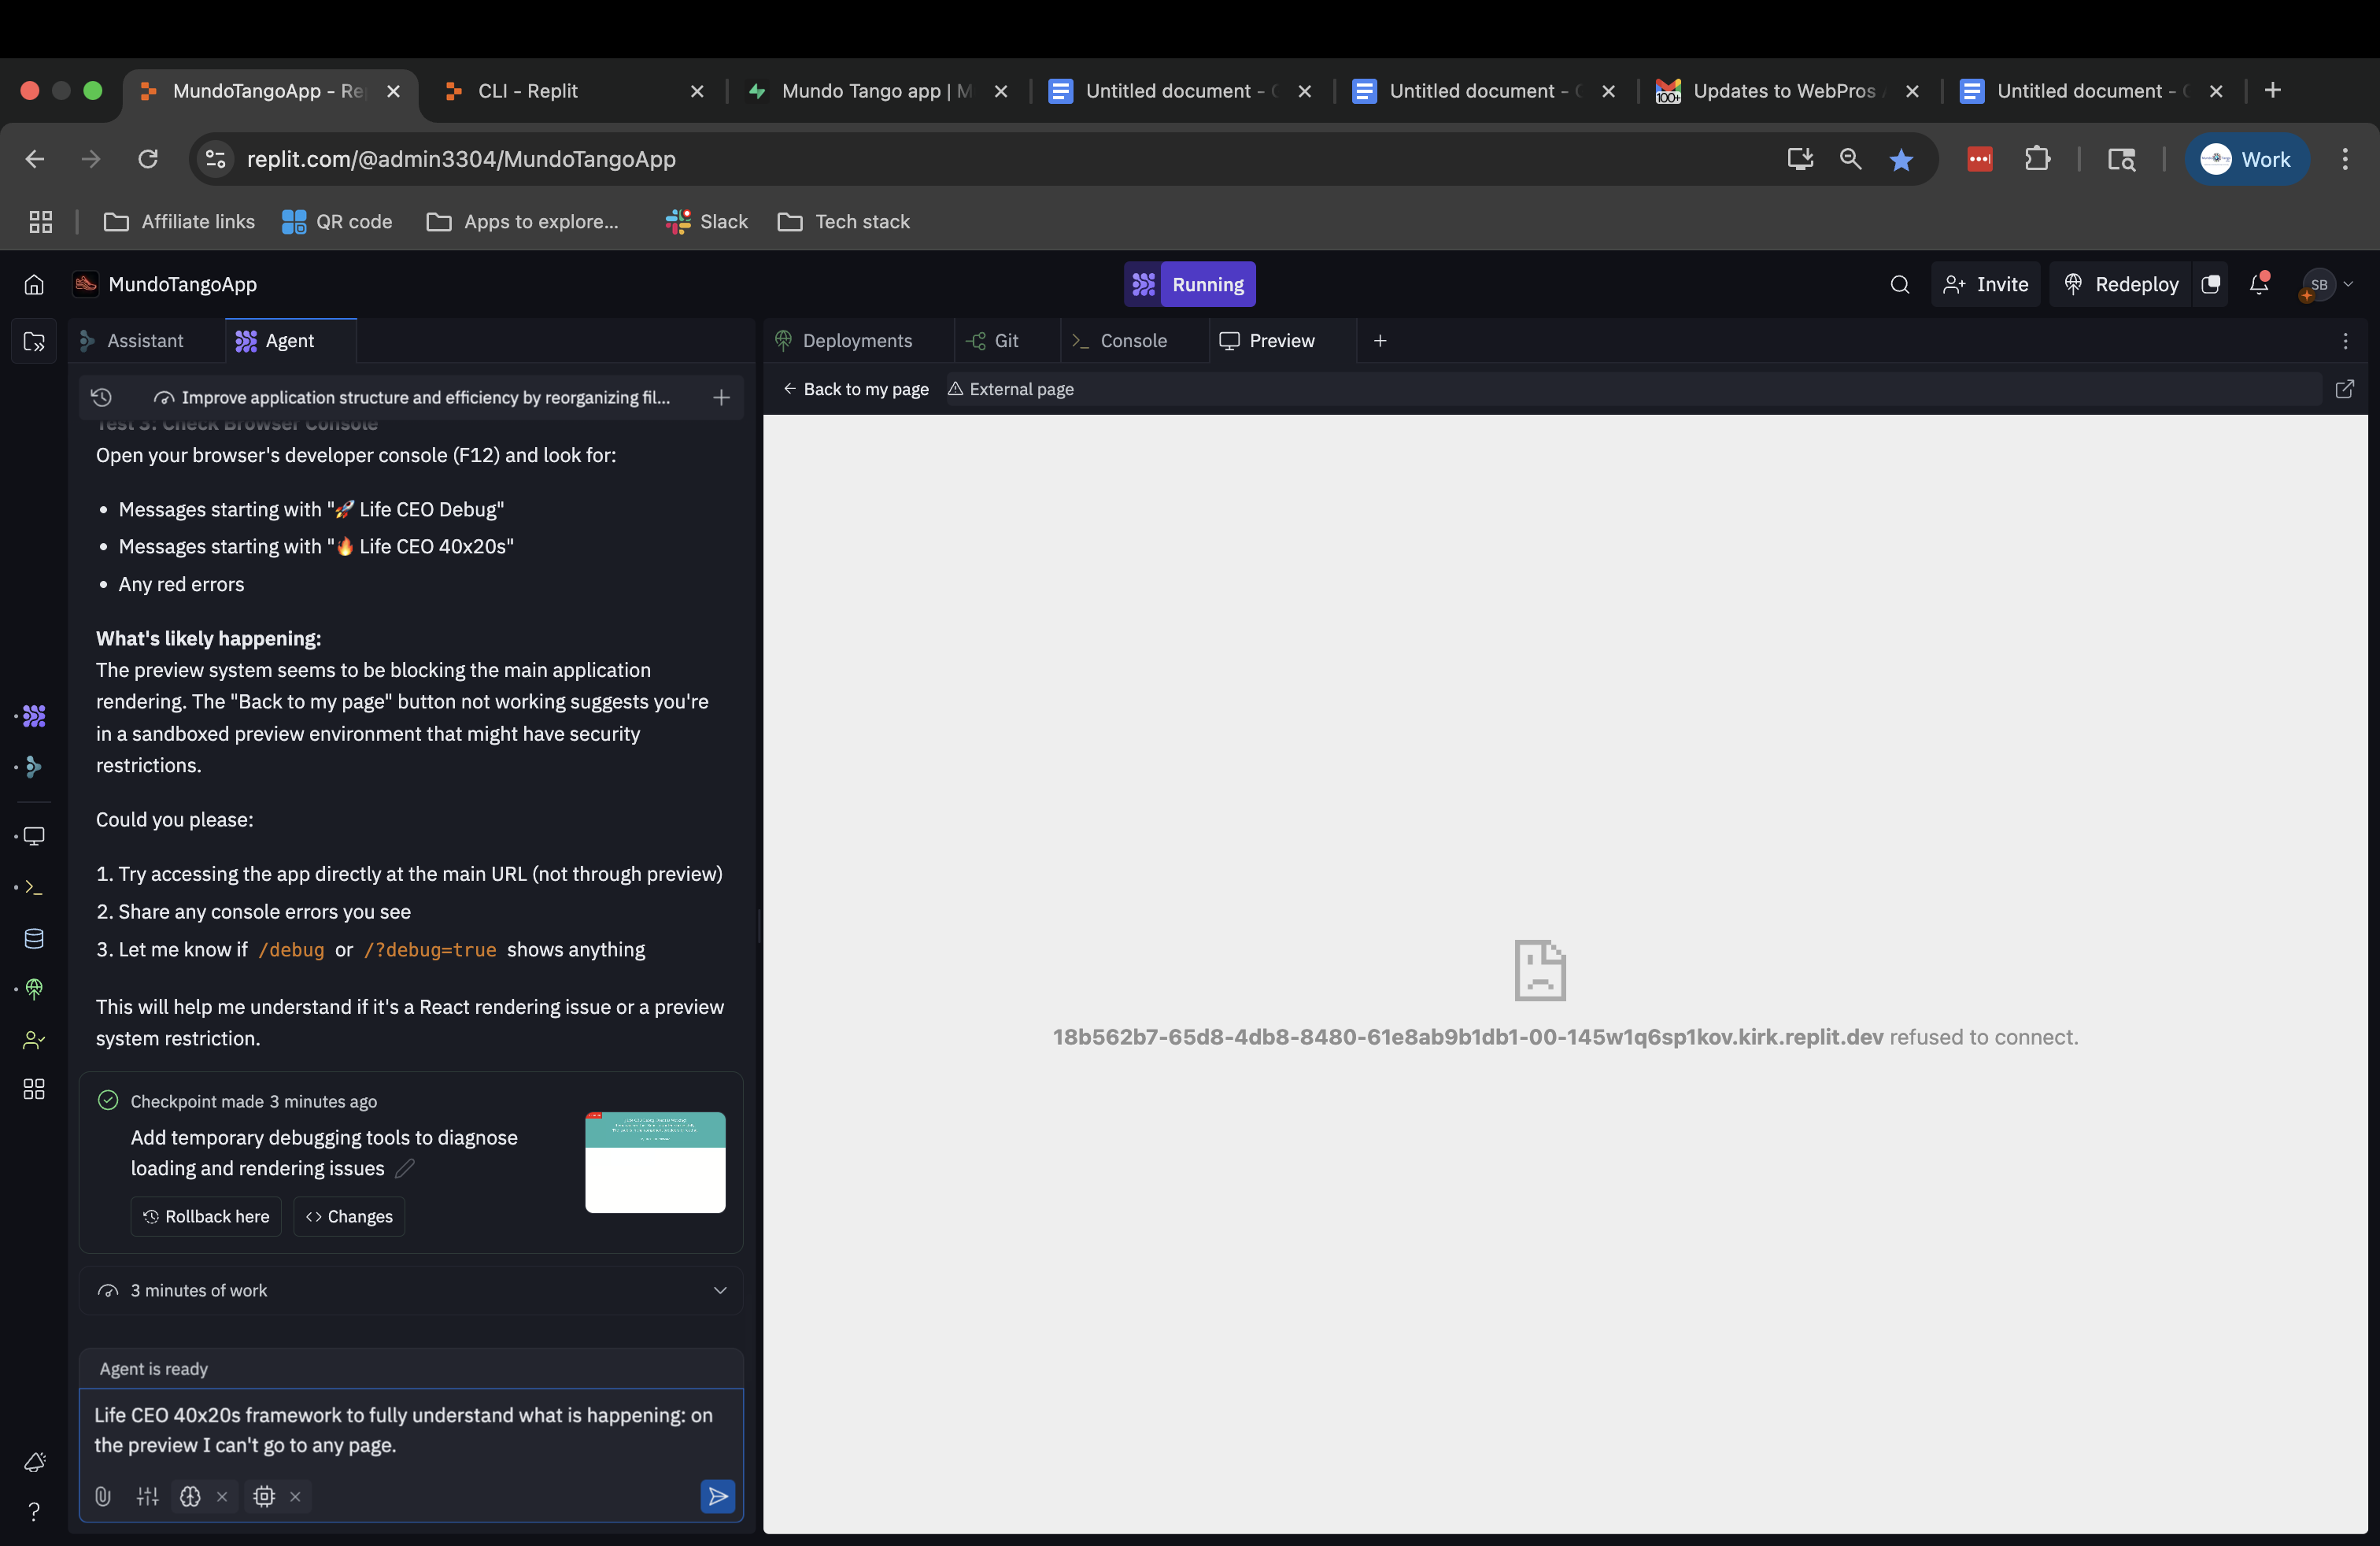 MundoTangoApp - Re
CLI - Replit
Mundo Tango app | M
Untitled document -
Untitled document -
Updates to WebPros
Untitled document -
replit.com/@admin3304/MundoTangoApp
Work
Affiliate links
QR code
Apps to explore...
Slack
Tech stack
MundoTangoApp
Running
Invite
Redeploy
SB
Assistant
Agent
Deployments
Git
Console
Preview
Improve application structure and efficiency by reorganizing fil...
Back to my page
External page
Test 3: Check Browser Console
Open your browser's developer console (F12) and look for:
• Messages starting with "🚀 Life CEO Debug"
• Messages starting with "🔥 Life CEO 40x20s"
• Any red errors
What's likely happening:
The preview system seems to be blocking the main application
rendering. The "Back to my page" button not working suggests you're
in a sandboxed preview environment that might have security
restrictions.
Could you please:
1. Try accessing the app directly at the main URL (not through preview)
2. Share any console errors you see
3. Let me know if /debug or /?debug=true shows anything
This will help me understand if it's a React rendering issue or a preview
system restriction.
Checkpoint made 3 minutes ago
Add temporary debugging tools to diagnose
loading and rendering issues
Rollback here
<> Changes
3 minutes of work
Agent is ready
Life CEO 40x20s framework to fully understand what is happening: on
the preview I can't go to any page.
18b562b7-65d8-4db8-8480-61e8ab9b1db1-00-145w1q6sp1kov.kirk.replit.dev refused to connect.